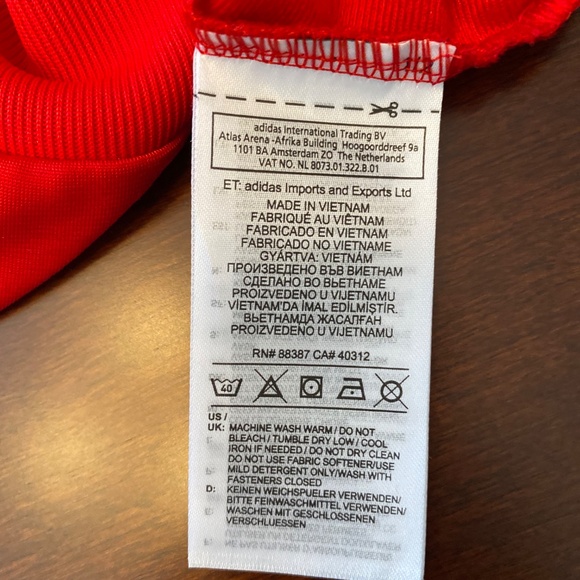 adidas International Trading BV
Atlas Arena -Afrika Building Hoogoorddreef 9a
1101 BA Amsterdam ZO The Netherlands
VAT NO. NL 8073.01.322.B.01
ET: adidas Imports and Exports Ltd
MADE IN VIETNAM
FABRIQUÉ AU VIÊTNAM
FABRICADO EN VIETNAM
FABRICADO NO VIETNAME
GYÁRTVA: VIETNÁM
ПРОИЗВЕДЕНО ВЪВ ВИЕТНАМ
СДЕЛАНО ВО ВЬЕТНАМЕ
PROIZVEDENO U VIJETNAMU
VİETNAM'DA İMAL EDİLMİŞTİR.
ВЬЕТНАМДА ЖАСАЛҒАН
PROIZVEDENO U VIJETNAMU
RN# 88387 CA# 40312
40
US /
UK: MACHINE WASH WARM / DO NOT
BLEACH / TUMBLE DRY LOW / COOL
IRON IF NEEDED / DO NOT DRY CLEAN
DO NOT USE FABRIC SOFTENER/USE
MILD DETERGENT ONLY/WASH WITH
FASTENERS CLOSED
D: KEINEN WEICHSPUELER VERWENDEN/
BITTE FEINWASCHMITTEL VERWENDEN/
WASCHEN MIT GESCHLOSSENEN
VERSCHLUESSEN